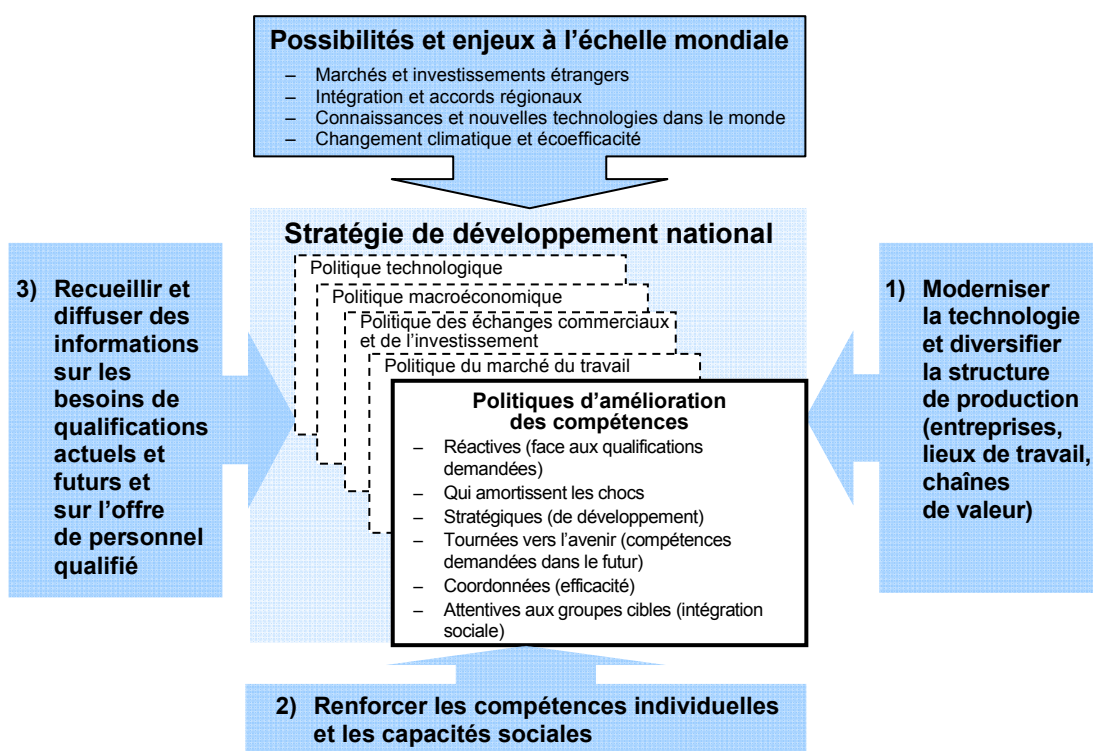 Possibilités et enjeux à l’échelle mondiale
– Marchés et investissements étrangers
– Intégration et accords régionaux
– Connaissances et nouvelles technologies dans le monde
– Changement climatique et écoefficacité
Stratégie de développement national
Politique technologique
Politique macroéconomique
Politique des échanges commerciaux
et de l’investissement
Politique du marché du travail
Politiques d’amélioration
des compétences
– Réactives (face aux qualifications
demandées)
– Qui amortissent les chocs
– Stratégiques (de développement)
– Tournées vers l’avenir (compétences
demandées dans le futur)
– Coordonnées (efficacité)
– Attentives aux groupes cibles (intégration
sociale)
3) Recueillir et
diffuser des
informations
sur les
besoins de
qualifications
actuels et
futurs et
sur l’offre
de personnel
qualifié
1) Moderniser
la technologie
et diversifier
la structure
de production
(entreprises,
lieux de travail,
chaînes
de valeur)
2) Renforcer les compétences individuelles
et les capacités sociales